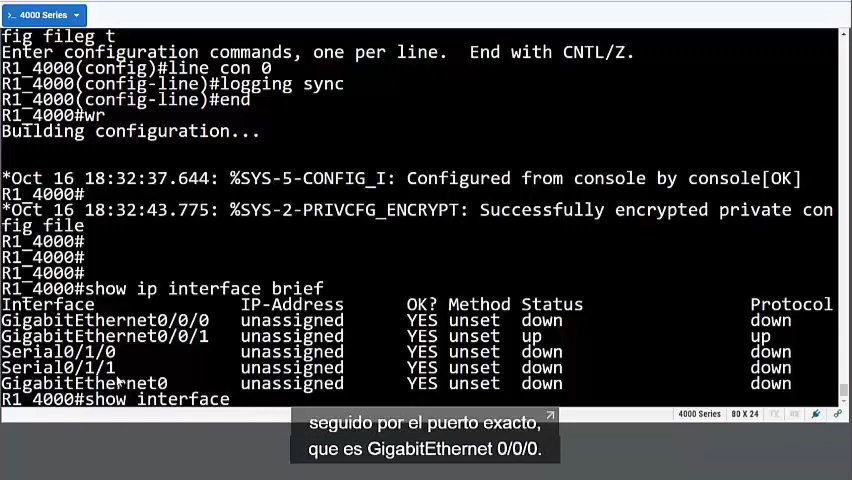 4000 Series
fig fileg t
Enter configuration commands, one per line.  End with CNTL/Z.
R1_4000(config)#line con 0
R1_4000(config-line)#logging sync
R1_4000(config-line)#end
R1_4000#wr
Building configuration...
*Oct 16 18:32:37.644: %SYS-5-CONFIG_I: Configured from console by console[OK]
R1_4000#
*Oct 16 18:32:43.775: %SYS-2-PRIVCFG_ENCRYPT: Successfully encrypted private con
fig file
R1_4000#
R1_4000#
R1_4000#
R1_4000#show ip interface brief
Interface              IP-Address      OK? Method Status                Protocol
GigabitEthernet0/0/0   unassigned      YES unset  down                  down
GigabitEthernet0/0/1   unassigned      YES unset  up                    up
Serial0/1/0            unassigned      YES unset  down                  down
Serial0/1/1            unassigned      YES unset  down                  down
GigabitEthernet0       unassigned      YES unset  down                  down
R1_4000#show interface
4000 Series 80 X 24
seguido por el puerto exacto,
que es GigabitEthernet 0/0/0.